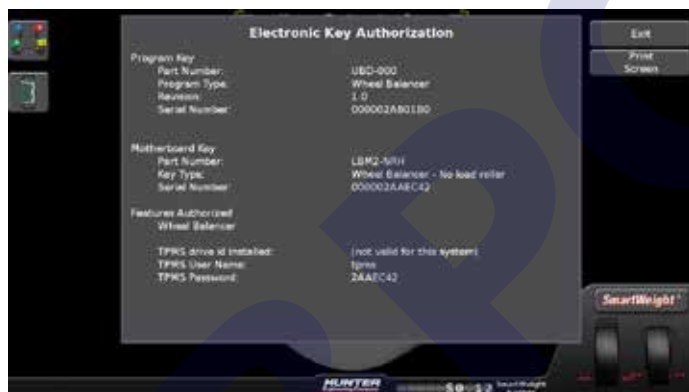 Electronic Key Authorization
Exit
Print
Screen
Program Key
Part Number: UBD-800
Program Type: Wheel Balancer
Revision: 1.0
Serial Number: 000002AB01B0
Motherboard Key
Part Number: LBM2-NRH
Key Type: Wheel Balancer - No load roller
Serial Number: 000002AAEC42
Features Authorized
Wheel Balancer
TPMS drive id installed: (not valid for this system)
TPMS User Name: tpms
TPMS Password: 2AAEC42
SmartWeight
HUNTER